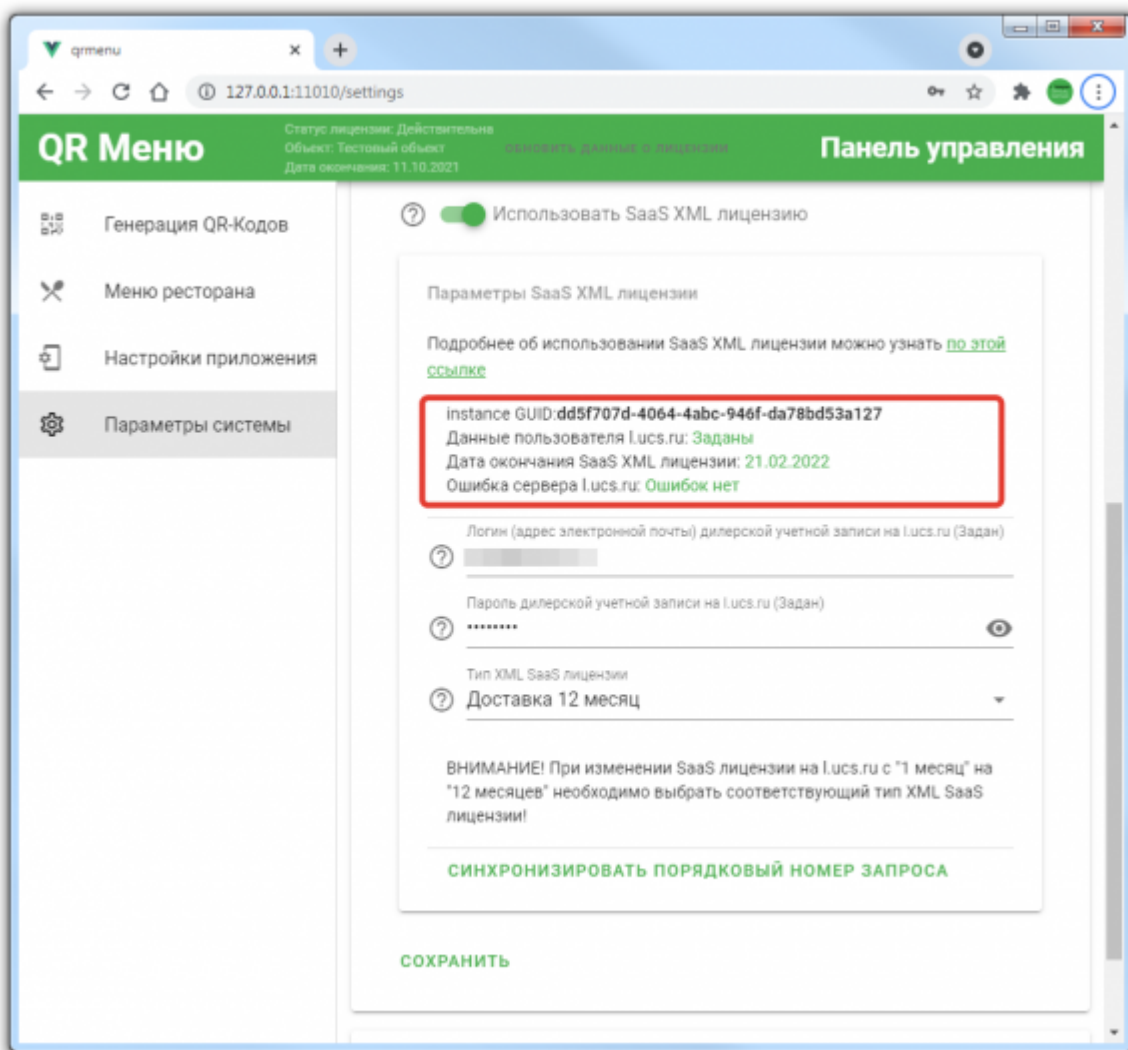 qrmenu
127.0.0.1:11010/settings
QR Меню
Статус лицензии: Действительна
Объект: Тестовый объект
Дата окончания: 11.10.2021
ОБНОВИТЬ ДАННЫЕ О ЛИЦЕНЗИИ
Панель управления
Генерация QR-Кодов
Меню ресторана
Настройки приложения
Параметры системы
Использовать SaaS XML лицензию
Параметры SaaS XML лицензии
Подробнее об использовании SaaS XML лицензии можно узнать по этой
ссылке
instance GUID:dd5f707d-4064-4abc-946f-da78bd53a127
Данные пользователя l.ucs.ru: Заданы
Дата окончания SaaS XML лицензии: 21.02.2022
Ошибка сервера l.ucs.ru: Ошибок нет
Логин (адрес электронной почты) дилерской учетной записи на l.ucs.ru (Задан)
Пароль дилерской учетной записи на l.ucs.ru (Задан)
••••••••
Тип XML SaaS лицензии
Доставка 12 месяц
ВНИМАНИЕ! При изменении SaaS лицензии на l.ucs.ru с "1 месяц" на
"12 месяцев" необходимо выбрать соответствующий тип XML SaaS
лицензии!
СИНХРОНИЗИРОВАТЬ ПОРЯДКОВЫЙ НОМЕР ЗАПРОСА
СОХРАНИТЬ